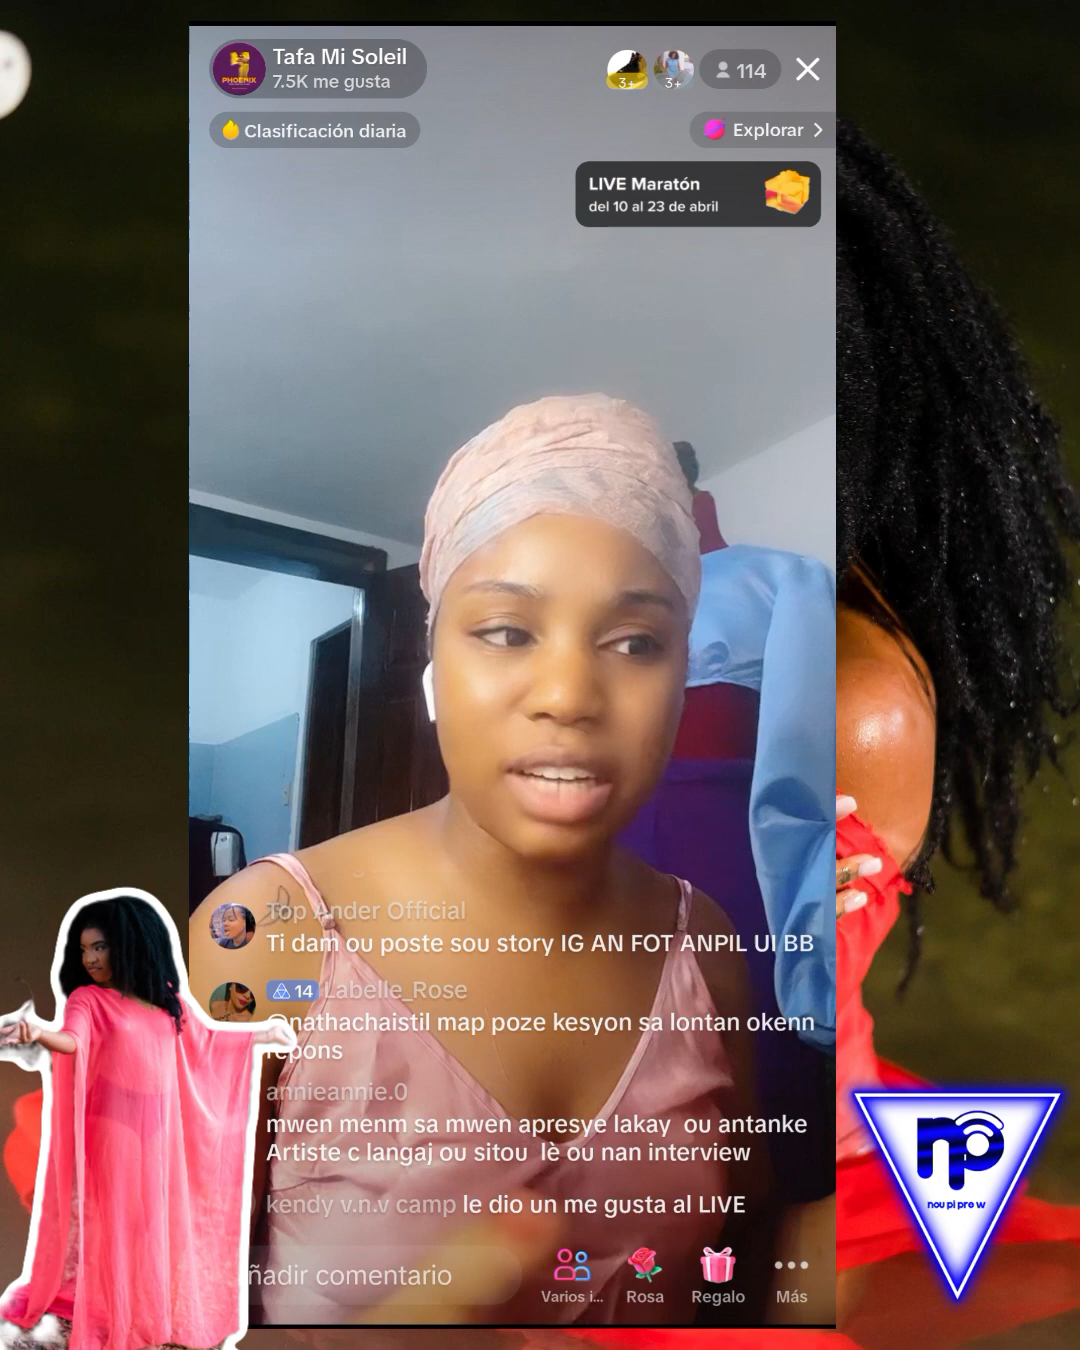 Tafa Mi Soleil
7.5K me gusta
PHOENIX
3+
3+
114
Clasificación diaria
Explorar
LIVE Maratón
del 10 al 23 de abril
Top Ander Official
Ti dam ou poste sou story IG AN FOT ANPIL UI BB
14 Labelle_Rose
@nathachaistil map poze kesyon sa lontan okenn
repons
annieannie.0
mwen menm sa mwen apresye lakay ou antanke
Artiste c langaj ou sitou lè ou nan interview
kendy v.n.v camp le dio un me gusta al LIVE
ñadir comentario
Varios i...
Rosa
Regalo
Más
np
nou pi pre w